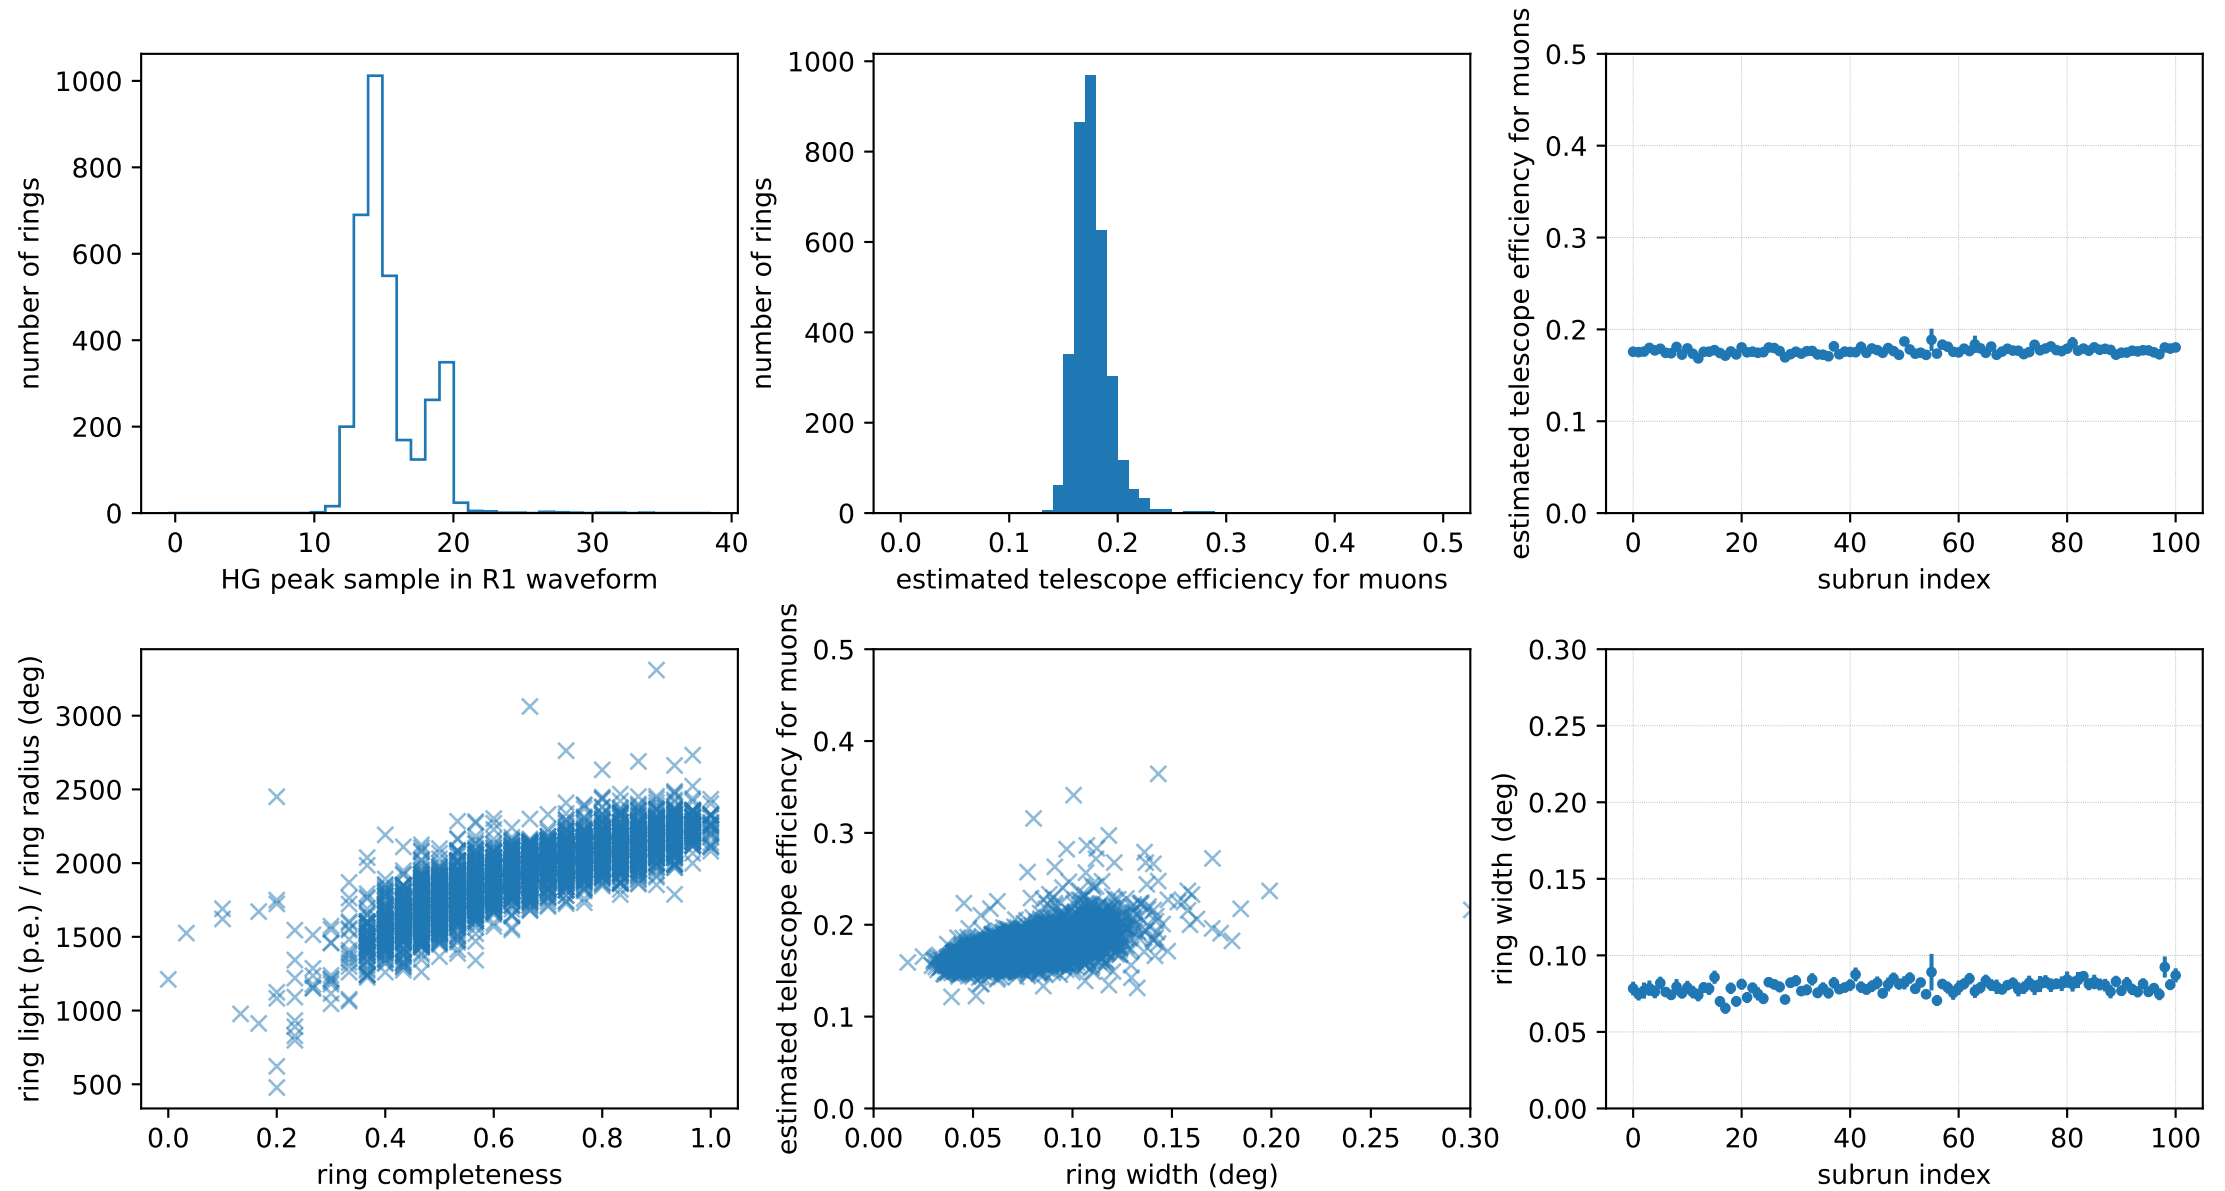 1000
800
600
400
200
0
number of rings
0 10 20 30 40
HG peak sample in R1 waveform
1000
800
600
400
200
0
number of rings
0.0 0.1 0.2 0.3 0.4 0.5
estimated telescope efficiency for muons
0.5
0.4
0.3
0.2
0.1
0.0
estimated telescope efficiency for muons
0 20 40 60 80 100
subrun index
3000
2500
2000
1500
1000
500
ring light (p.e.) / ring radius (deg)
0.0 0.2 0.4 0.6 0.8 1.0
ring completeness
0.5
0.4
0.3
0.2
0.1
0.0
estimated telescope efficiency for muons
0.00 0.05 0.10 0.15 0.20 0.25 0.30
ring width (deg)
0.30
0.25
0.20
0.15
0.10
0.05
0.00
ring width (deg)
0 20 40 60 80 100
subrun index